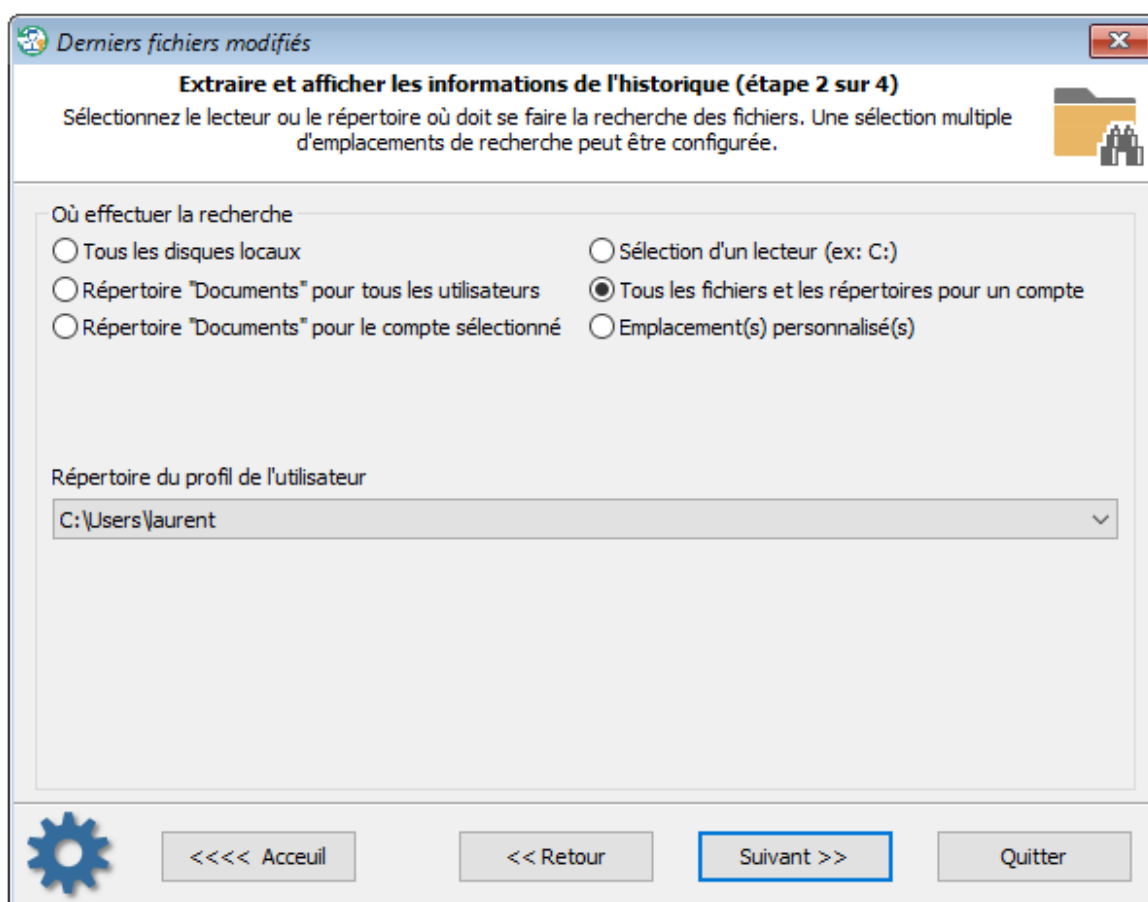 Derniers fichiers modifiés
Extraire et afficher les informations de l'historique (étape 2 sur 4)
Sélectionnez le lecteur ou le répertoire où doit se faire la recherche des fichiers. Une sélection multiple
d'emplacements de recherche peut être configurée.
Où effectuer la recherche
Tous les disques locaux
Sélection d'un lecteur (ex: C:)
Répertoire "Documents" pour tous les utilisateurs
Tous les fichiers et les répertoires pour un compte
Répertoire "Documents" pour le compte sélectionné
Emplacement(s) personnalisé(s)
Répertoire du profil de l'utilisateur
C:\Users\laurent
<<<< Acceuil
<< Retour
Suivant >>
Quitter